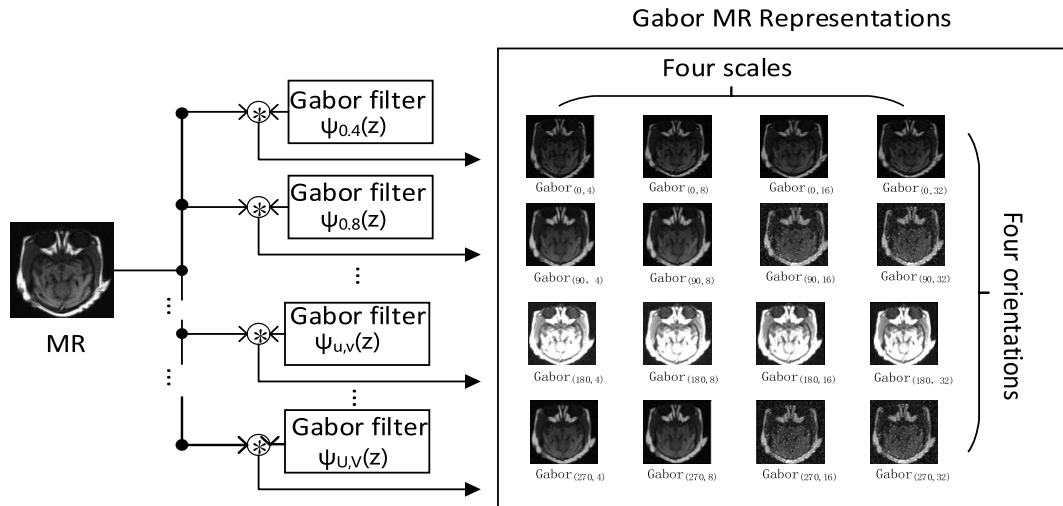 Gabor MR Representations
Four scales
Gabor filter
ψ0.4(z)
Gabor filter
ψ0.8(z)
...
Gabor filter
ψu,v(z)
...
Gabor filter
ψU,V(z)
MR
...
...
Gabor(0,4) Gabor(0,8) Gabor(0,16) Gabor(0,32)
Gabor(90.4) Gabor(90,8) Gabor(90,16) Gabor(90,32)
Gabor(180,4) Gabor(180,8) Gabor(180,16) Gabor(180.32)
Gabor(270,4) Gabor(270,8) Gabor(270,16) Gabor(270,32)
Four orientations